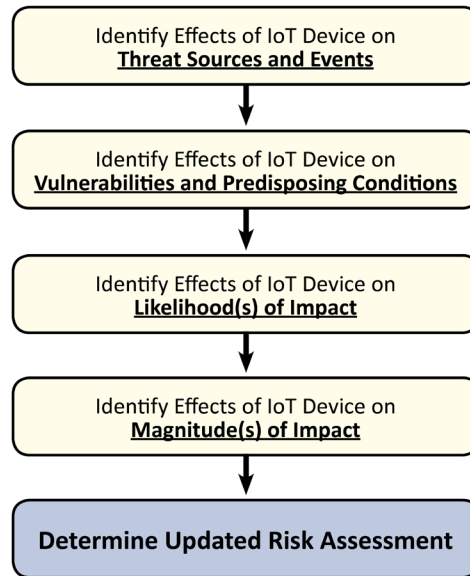 Identify Effects of IoT Device on
Threat Sources and Events
Identify Effects of IoT Device on
Vulnerabilities and Predisposing Conditions
Identify Effects of IoT Device on
Likelihood(s) of Impact
Identify Effects of IoT Device on
Magnitude(s) of Impact
Determine Updated Risk Assessment